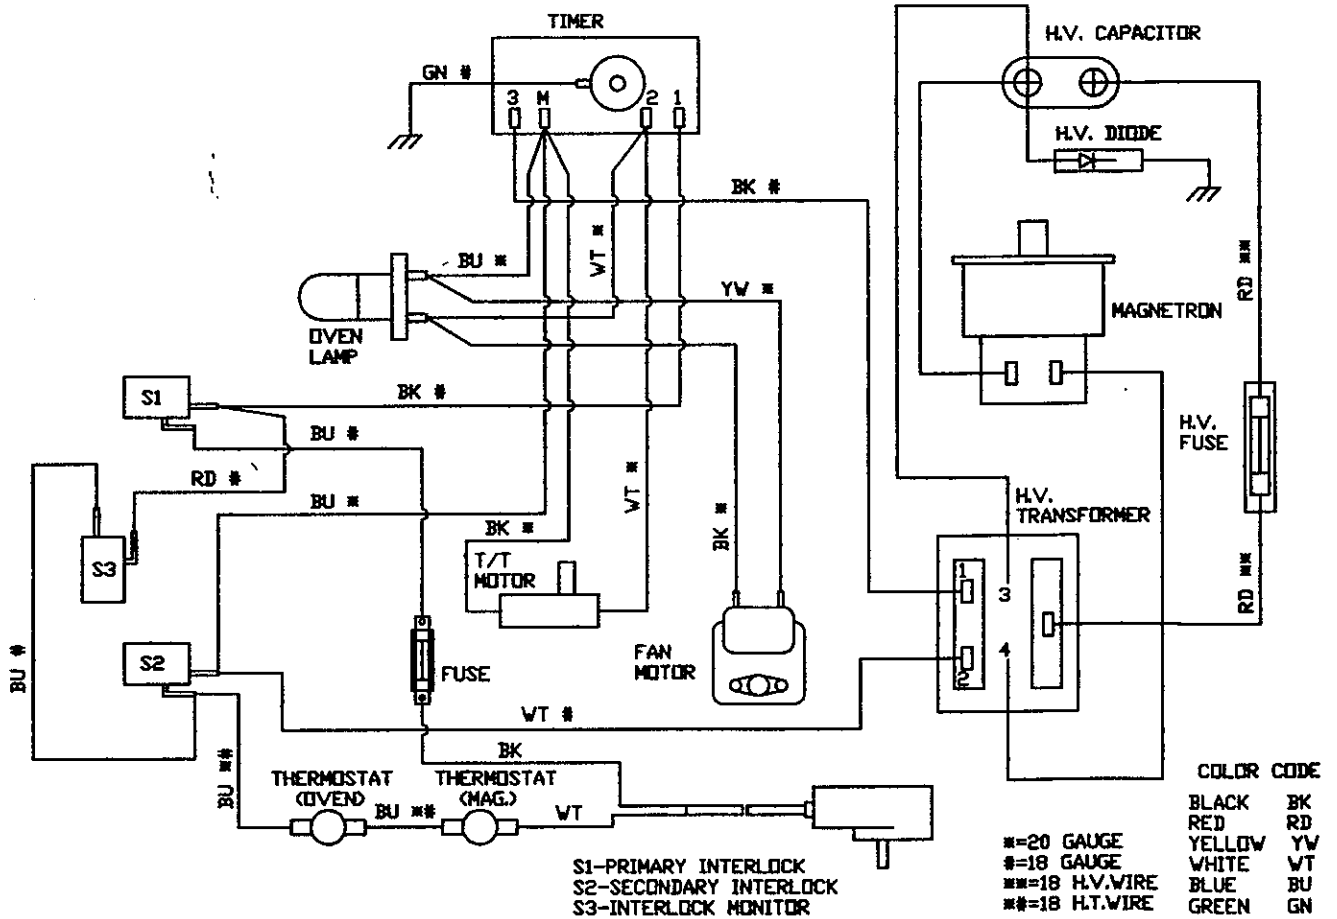 TIMER
H.V. CAPACITOR
GN #
3 M 2 1
H.V. DIODE
BK #
BU *
WT *
YW *
RD **
OVEN
LAMP
MAGNETRON
S1
BK #
BU #
H.V.
FUSE
RD #
BU *
WT *
BK *
BK *
H.V.
TRANSFORMER
T/T
MOTOR
S3
1
3
RD **
BU #
S2
FUSE
FAN
MOTOR
4
2
WT #
BK
BU *#
THERMOSTAT
(OVEN)
THERMOSTAT
(MAG.)
BU *#
WT
COLOR CODE
BLACK BK
RED RD
YELLOW YW
WHITE WT
BLUE BU
GREEN GN
*=20 GAUGE
#=18 GAUGE
**=18 H.V.WIRE
*#=18 H.T.WIRE
S1-PRIMARY INTERLOCK
S2-SECONDARY INTERLOCK
S3-INTERLOCK MONITOR